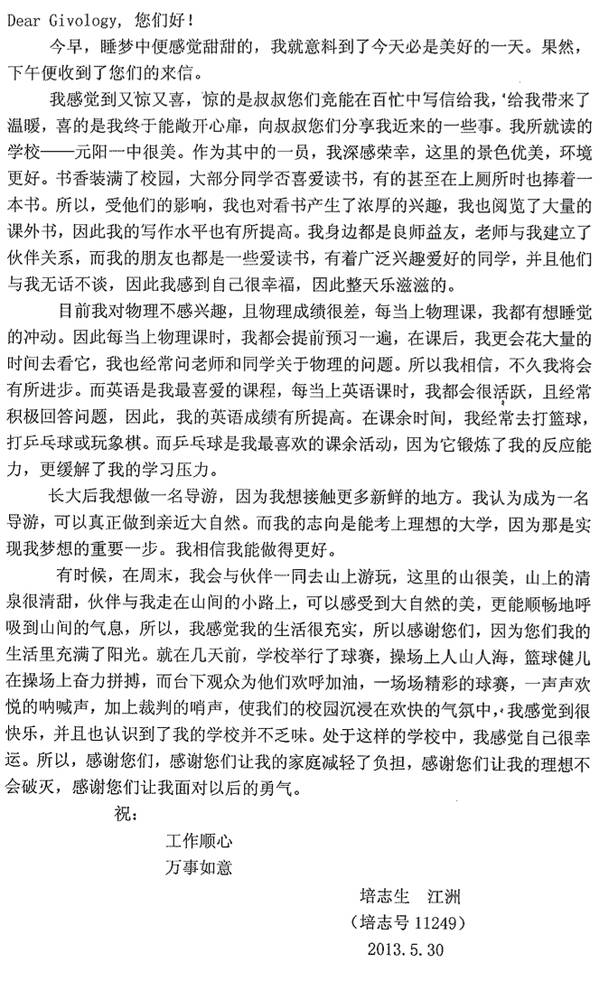 Dear Givology, 您们好！
今早，睡梦中便感觉甜甜的，我就意料到了今天必是美好的一天。果然，
下午便收到了您们的来信。
我感觉到又惊又喜，惊的是叔叔您们竟能在百忙中写信给我，给我带来了
温暖，喜的是我终于能敞开心扉，向叔叔您们分享我近来的一些事。我所就读的
学校——元阳一中很美。作为其中的一员，我深感荣幸，这里的景色优美，环境
更好。书香装满了校园，大部分同学否喜爱读书，有的甚至在上厕所时也捧着一
本书。所以，受他们的影响，我也对看书产生了浓厚的兴趣，我也阅览了大量的
课外书，因此我的写作水平也有所提高。我身边都是良师益友，老师与我建立了
伙伴关系，而我的朋友也都是一些爱读书，有着广泛兴趣爱好的同学，并且他们
与我无话不谈，因此我感到自己很幸福，因此整天乐滋滋的。
目前我对物理不感兴趣，且物理成绩很差，每当上物理课，我都有想睡觉
的冲动。因此每当上物理课时，我都会提前预习一遍，在课后，我更会花大量的
时间去看它，我也经常问老师和同学关于物理的问题。所以我相信，不久我将会
有所进步。而英语是我最喜爱的课程，每当上英语课时，我都会很活跃，且经常
积极回答问题，因此，我的英语成绩有所提高。在课余时间，我经常去打篮球，
打乒乓球或玩象棋。而乒乓球是我最喜欢的课余活动，因为它锻炼了我的反应能
力，更缓解了我的学习压力。
长大后我想做一名导游，因为我想接触更多新鲜的地方。我认为成为一名
导游，可以真正做到亲近大自然。而我的志向是能考上理想的大学，因为那是实
现我梦想的重要一步。我相信我能做得更好。
有时候，在周末，我会与伙伴一同去山上游玩，这里的山很美，山上的清
泉很清甜，伙伴与我走在山间的小路上，可以感受到大自然的美，更能顺畅地呼
吸到山间的气息，所以，我感觉我的生活很充实，所以感谢您们，因为您们我的
生活里充满了阳光。就在几天前，学校举行了球赛，操场上人山人海，篮球健儿
在操场上奋力拼搏，而台下观众为他们欢呼加油，一场场精彩的球赛，一声声欢
悦的呐喊声，加上裁判的哨声，使我们的校园沉浸在欢快的气氛中，我感觉到很
快乐，并且也认识到了我的学校并不乏味。处于这样的学校中，我感觉自己很幸
运。所以，感谢您们，感谢您们让我的家庭减轻了负担，感谢您们让我的理想不
会破灭，感谢您们让我面对以后的勇气。
祝：
工作顺心
万事如意
培志生 江洲
（培志号 11249）
2013.5.30